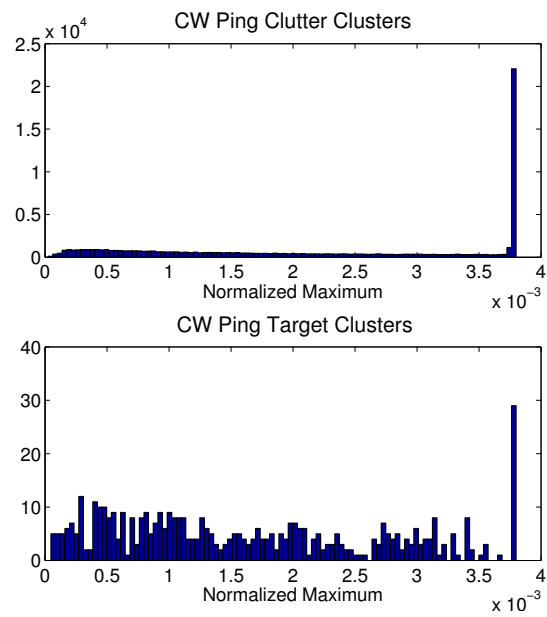 CW Ping Clutter Clusters
x 10^4
2.5
2
1.5
1
0.5
0
0 0.5 1 1.5 2 2.5 3 3.5 4
Normalized Maximum
x 10^−3
CW Ping Target Clusters
40
30
20
10
0
0 0.5 1 1.5 2 2.5 3 3.5 4
Normalized Maximum
x 10^−3